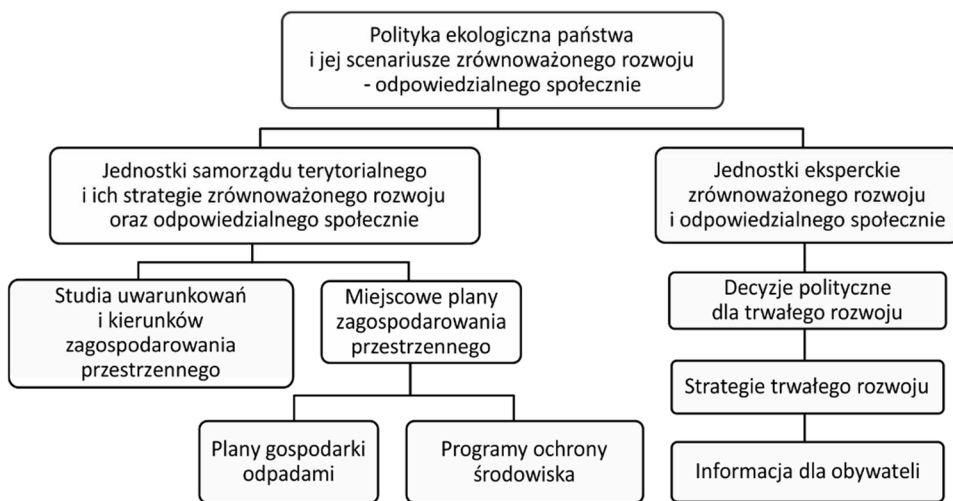 Polityka ekologiczna państwa
i jej scenariusze zrównoważonego rozwoju
- odpowiedzialnego społecznie
Jednostki samorządu terytorialnego
i ich strategie zrównoważonego rozwoju
oraz odpowiedzialnego społecznie
Jednostki eksperckie
zrównoważonego rozwoju
i odpowiedzialnego społecznie
Studia uwarunkowań
i kierunków
zagospodarowania
przestrzennego
Miejscowe plany
zagospodarowania
przestrzennego
Decyzje polityczne
dla trwałego rozwoju
Strategie trwałego rozwoju
Plany gospodarki
odpadami
Programy ochrony
środowiska
Informacja dla obywateli